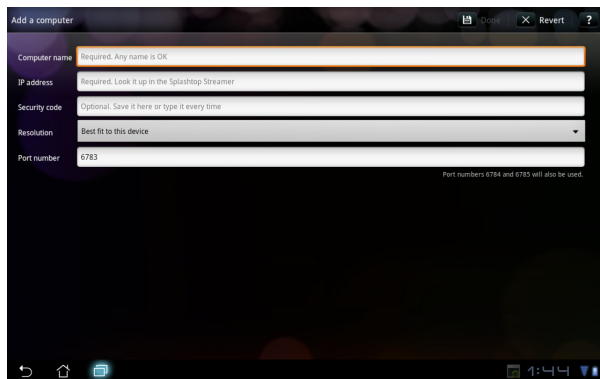 Add a computer
Done
Revert
?
Computer name
Required. Any name is OK
IP address
Required. Look it up in the Splashtop Streamer
Security code
Optional. Save it here or type it every time
Resolution
Best fit to this device
Port number
6783
Port numbers 6784 and 6785 will also be used.
1:44